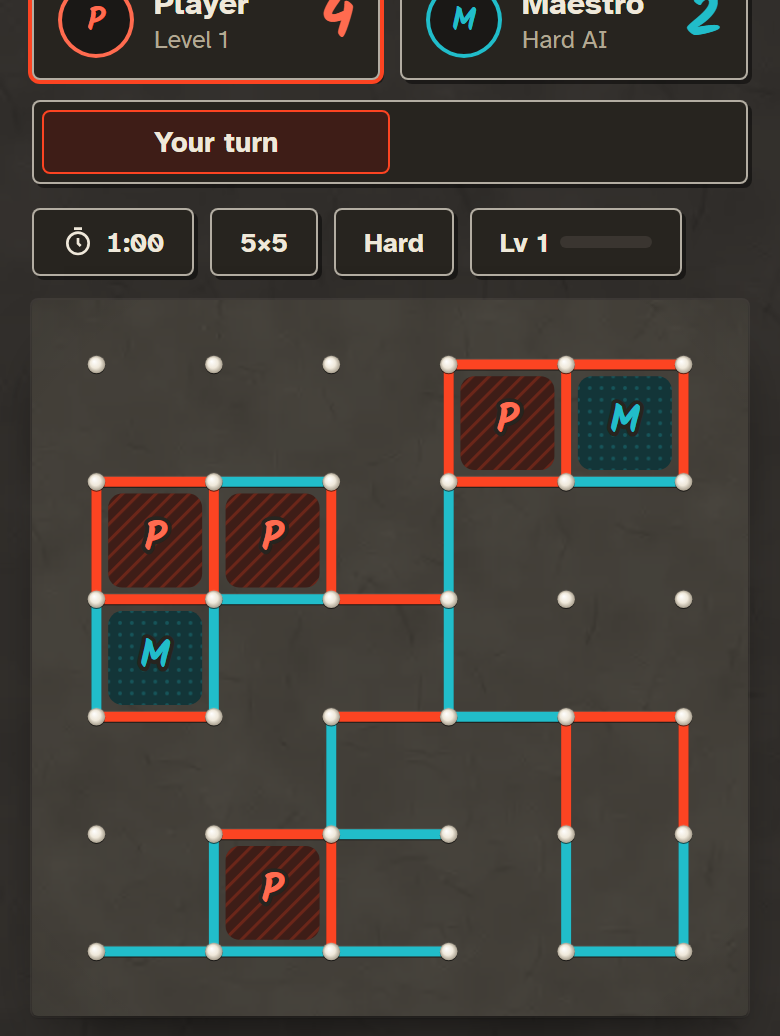 Player 4
P
Level 1
Maestro 2
M
Hard AI
Your turn
1:00 5×5 Hard Lv 1
P M
P P
M
P